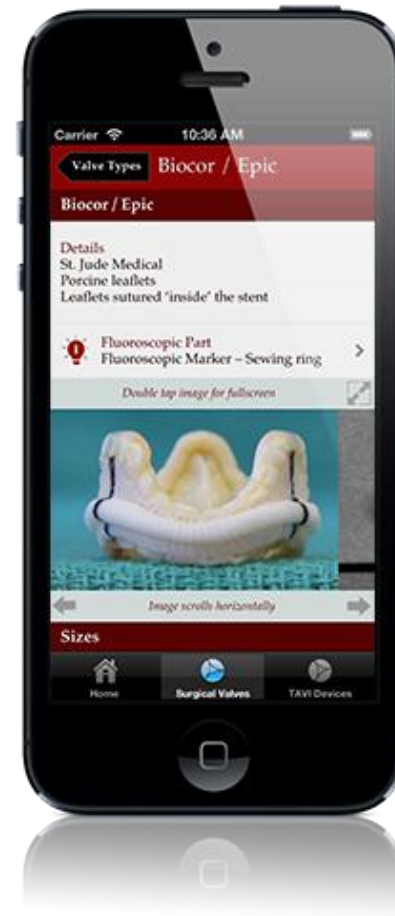 Carrier 10:36 AM
Valve Types Biocor / Epic
Biocor / Epic
Details
St. Jude Medical
Porcine leaflets
Leaflets sutured 'inside' the stent
Fluoroscopic Part
Fluoroscopic Marker – Sewing ring
Double tap image for fullscreen
Image scrolls horizontally
Sizes
Home Surgical Valves TAVI Devices